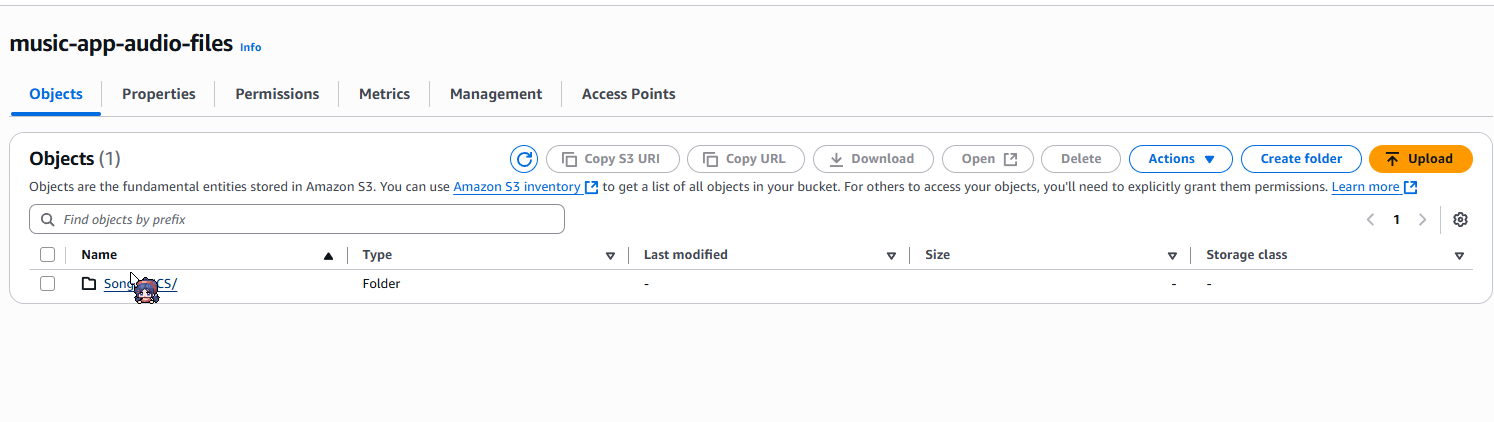 music-app-audio-files Info
Objects Properties Permissions Metrics Management Access Points
Objects (1) Copy S3 URI Copy URL Download Open Delete Actions Create folder Upload
Objects are the fundamental entities stored in Amazon S3. You can use Amazon S3 inventory to get a list of all objects in your bucket. For others to access your objects, you'll need to explicitly grant them permissions. Learn more
Find objects by prefix 1
Name Type Last modified Size Storage class
Folder - - -